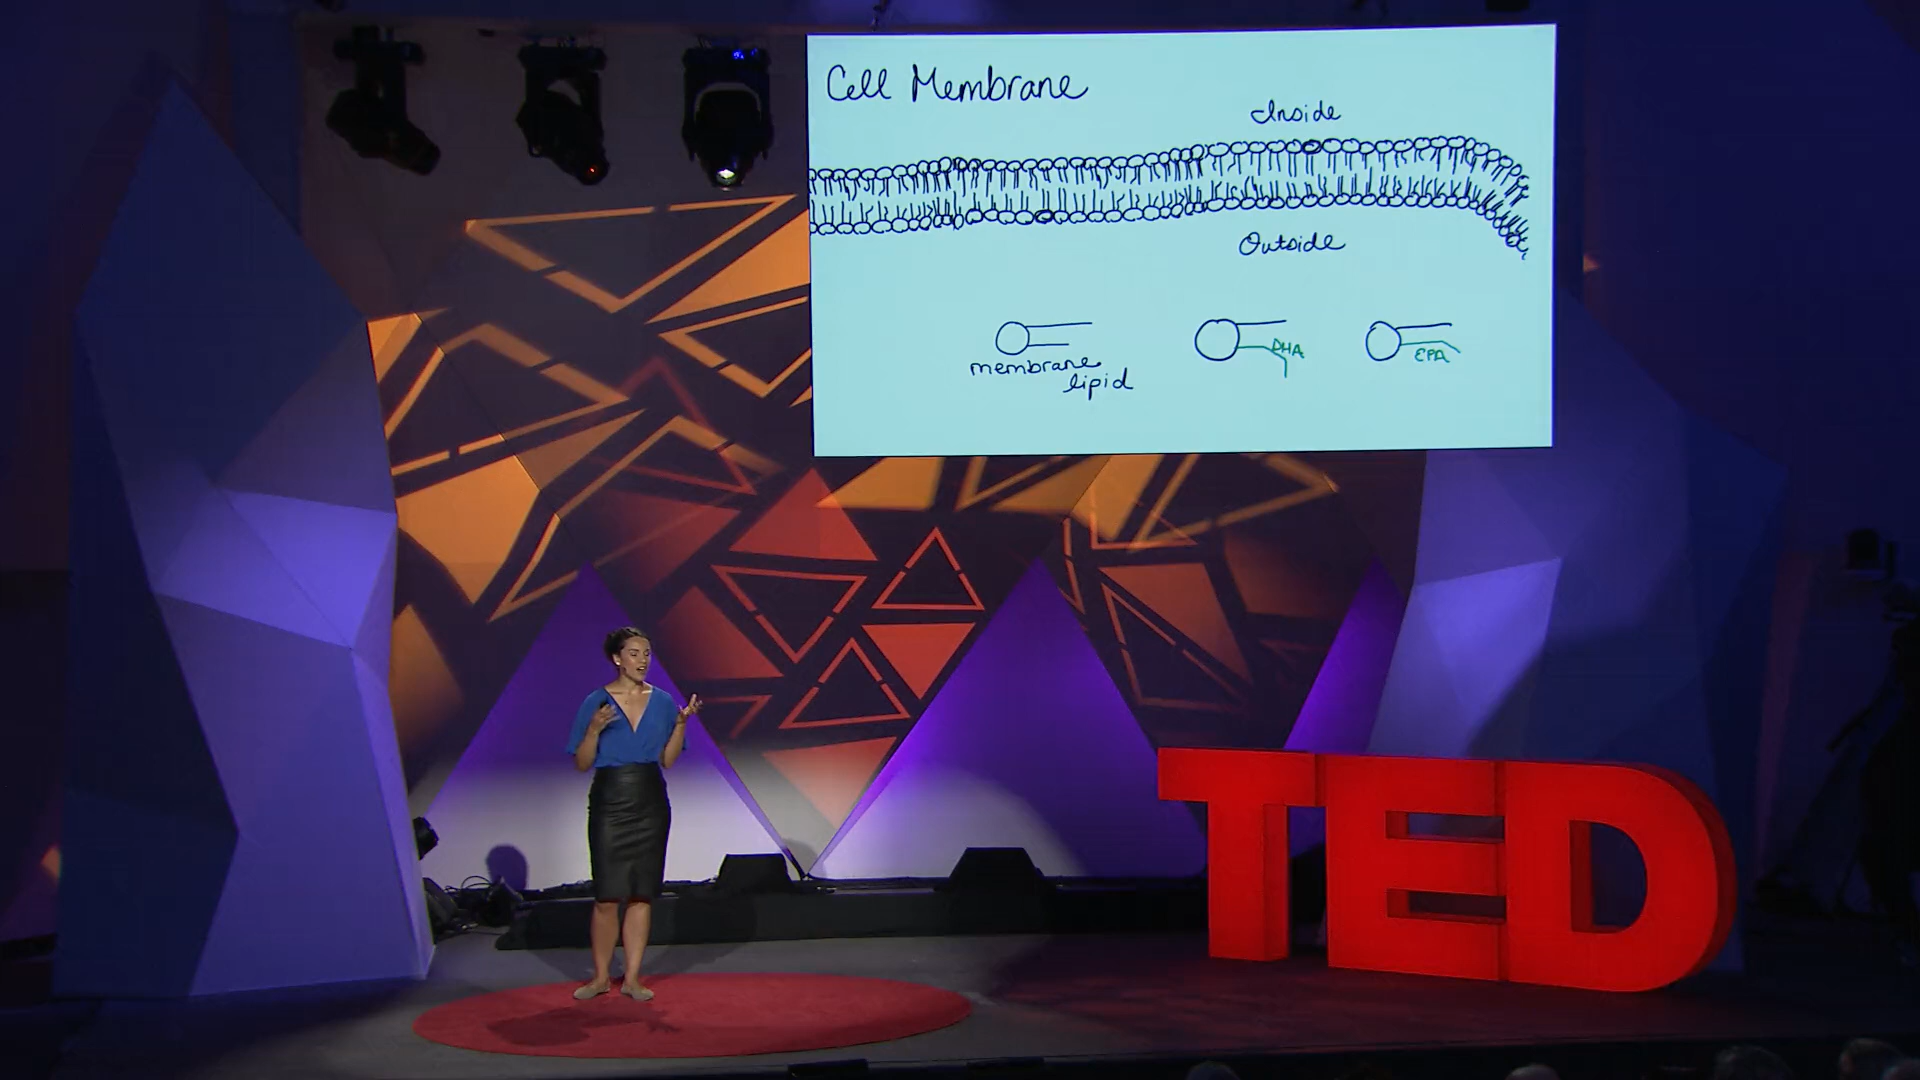 Cell Membrane
Inside
Outside
membrane
lipid
DHA
EPA
TED